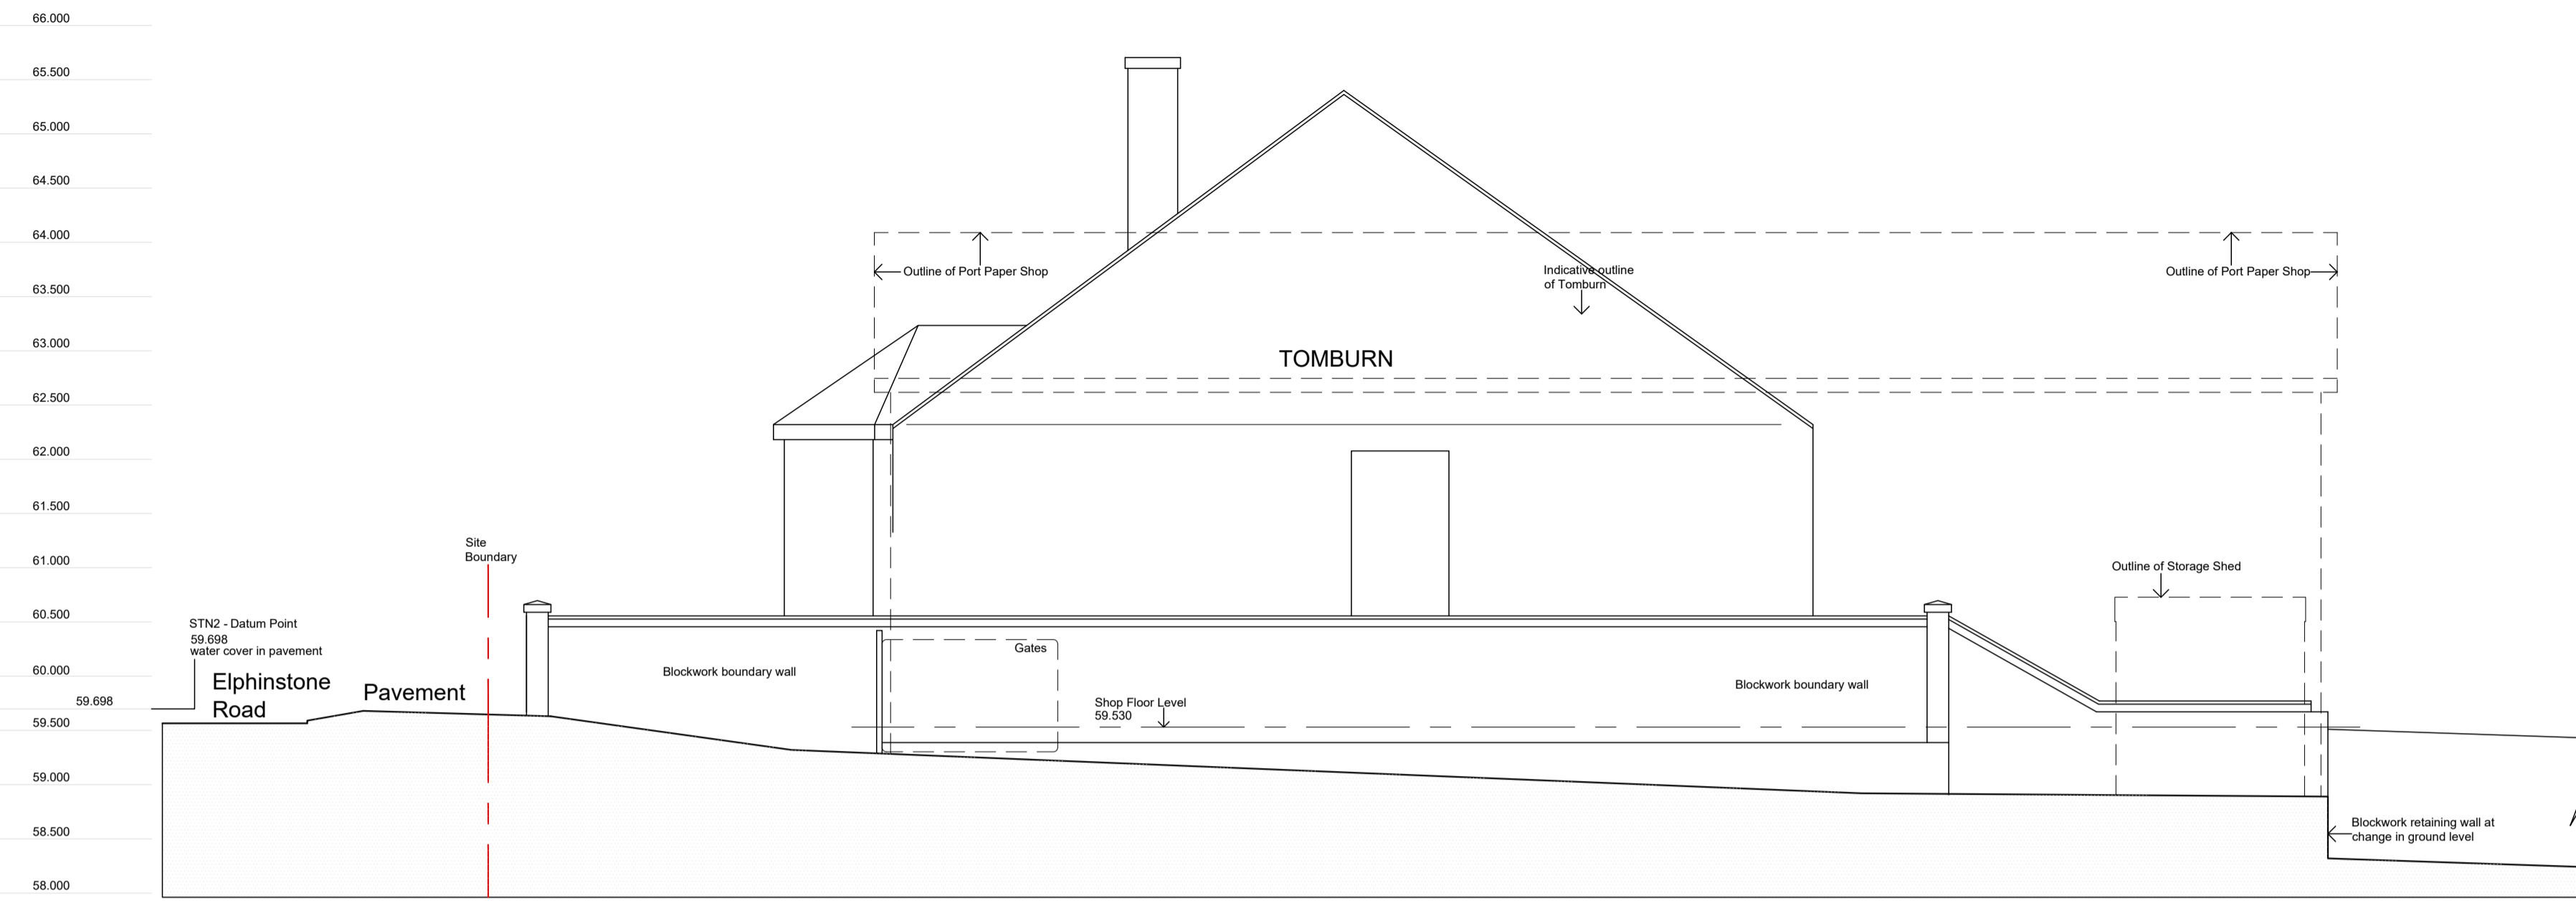 66.000
65.500
65.000
64.500
64.000
63.500
63.000
62.500
62.000
61.500
61.000
60.500
60.000
59.698
59.500
59.000
58.500
58.000
STN2 - Datum Point
59.698
water cover in pavement
Elphinstone
Road
Pavement
Site
Boundary
Outline of Port Paper Shop
Indicative outline
of Tomburn
Outline of Port Paper Shop
TOMBURN
Outline of Storage Shed
Gates
Blockwork boundary wall
Blockwork boundary wall
Shop Floor Level
59.530
Blockwork retaining wall at
change in ground level